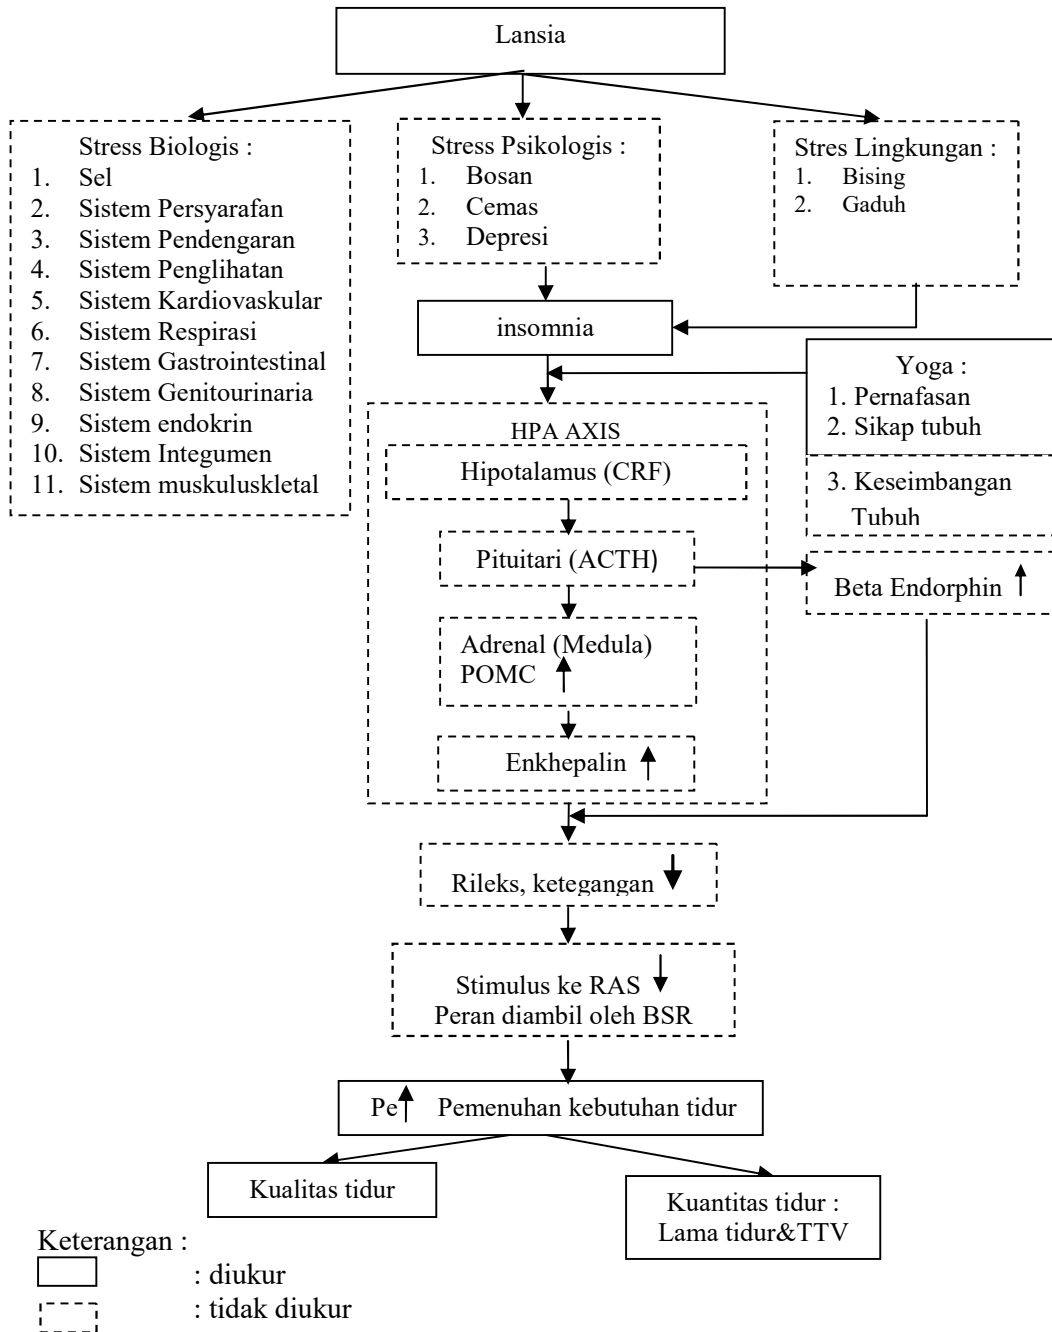 Lansia
Stress Biologis :
1. Sel
2. Sistem Persyarafan
3. Sistem Pendengaran
4. Sistem Penglihatan
5. Sistem Kardiovaskular
6. Sistem Respirasi
7. Sistem Gastrointestinal
8. Sistem Genitourinaria
9. Sistem endokrin
10. Sistem Integumen
11. Sistem muskuluskletal
Stress Psikologis :
1. Bosan
2. Cemas
3. Depresi
Stres Lingkungan :
1. Bising
2. Gaduh
insomnia
Yoga :
1. Pernafasan
2. Sikap tubuh
3. Keseimbangan
Tubuh
HPA AXIS
Hipotalamus (CRF)
Pituitari (ACTH)
Beta Endorphin
Adrenal (Medula)
POMC
Enkhepalin
Rileks, ketegangan
Stimulus ke RAS
Peran diambil oleh BSR
Pe Pemenuhan kebutuhan tidur
Kualitas tidur
Kuantitas tidur :
Lama tidur&TTV
Keterangan :
: diukur
: tidak diukur